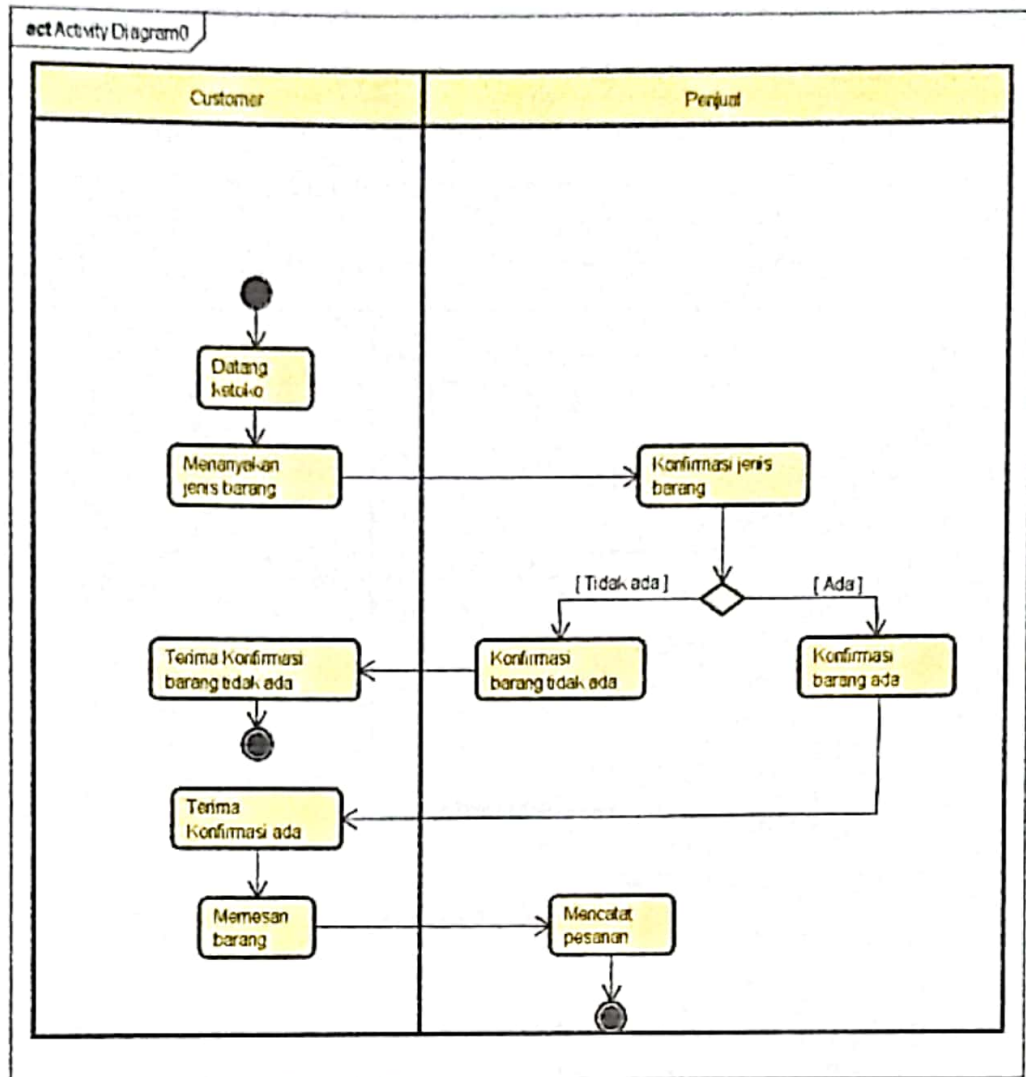 act Activity Diagram0
Customer
Penjual
Datang
ketoko
Menanyakan
jenis barang
Konfirmasi jenis
barang
[ Tidak ada ]
[ Ada ]
Terima Konfirmasi
barang tidak ada
Konfirmasi
barang tidak ada
Konfirmasi
barang ada
Terima
Konfirmasi ada
Memesan
barang
Mencatat
pesanan